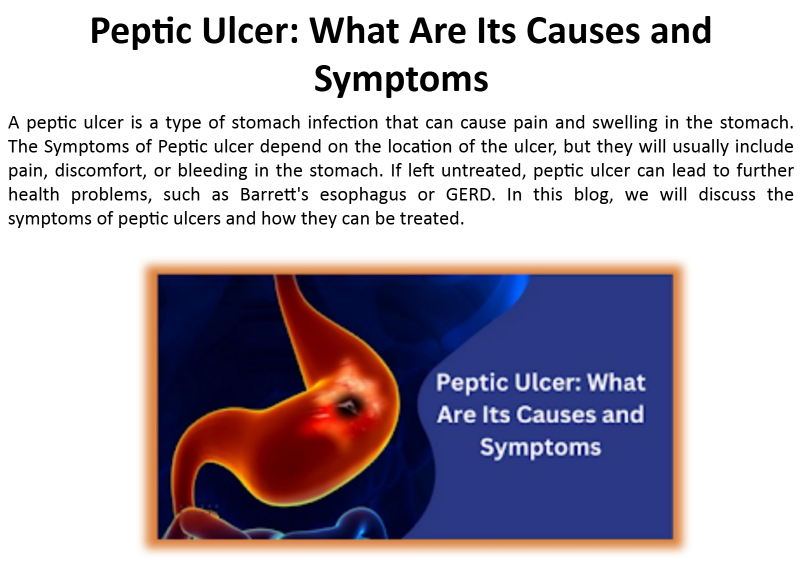 Peptic Ulcer: What Are Its Causes and
Symptoms
A peptic ulcer is a type of stomach infection that can cause pain and swelling in the stomach.
The Symptoms of Peptic ulcer depend on the location of the ulcer, but they will usually include
pain, discomfort, or bleeding in the stomach. If left untreated, peptic ulcer can lead to further
health problems, such as Barrett's esophagus or GERD. In this blog, we will discuss the
symptoms of peptic ulcers and how they can be treated.
Peptic Ulcer: What
Are Its Causes and
Symptoms